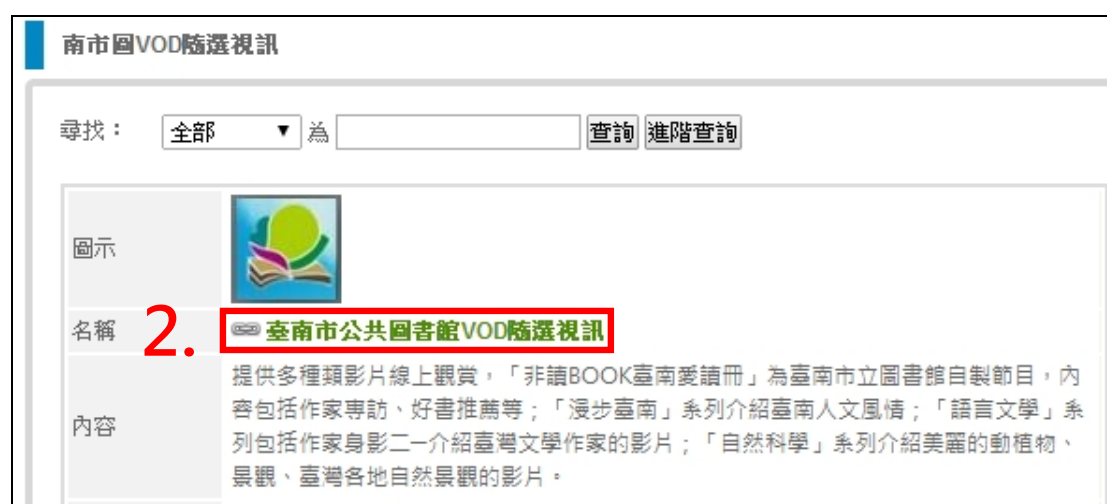 南市圖VOD隨選視訊
尋找： 全部 為 查詢 進階查詢
圖示
名稱 2. 臺南市公共圖書館VOD隨選視訊
提供多種類影片線上觀賞，「非讀BOOK臺南愛讀冊」為臺南市立圖書館自製節目，內
容包括作家專訪、好書推薦等；「漫步臺南」系列介紹臺南人文風情；「語言文學」系
內容
列包括作家身影二—介紹臺灣文學作家的影片；「自然科學」系列介紹美麗的動植物、
景觀、臺灣各地自然景觀的影片。